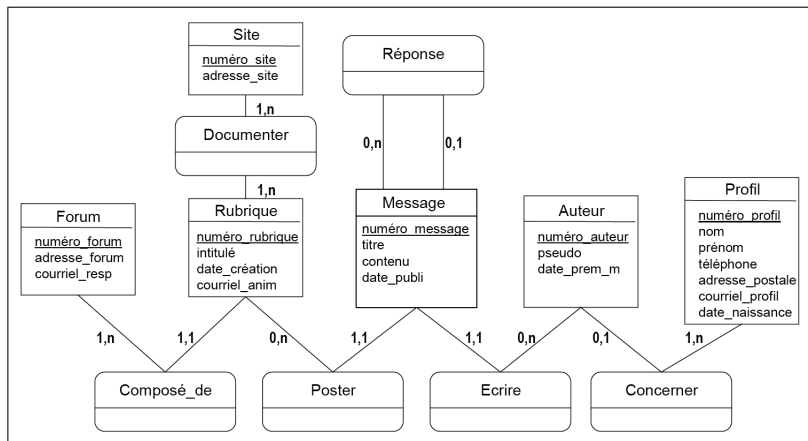 Site
numéro_site
adresse_site
Réponse
1,n
Documenter
0,n
0,1
1,n
Forum
numéro_forum
adresse_forum
courriel_resp
Rubrique
numéro_rubrique
intitulé
date_création
courriel_anim
Message
numéro_message
titre
contenu
date_publi
Auteur
numéro_auteur
pseudo
date_prem_m
Profil
numéro_profil
nom
prénom
téléphone
adresse_postale
courriel_profil
date_naissance
1,n
1,1
0,n
1,1
1,1
0,n
0,1
1,n
Composé_de
Poster
Ecrire
Concerner